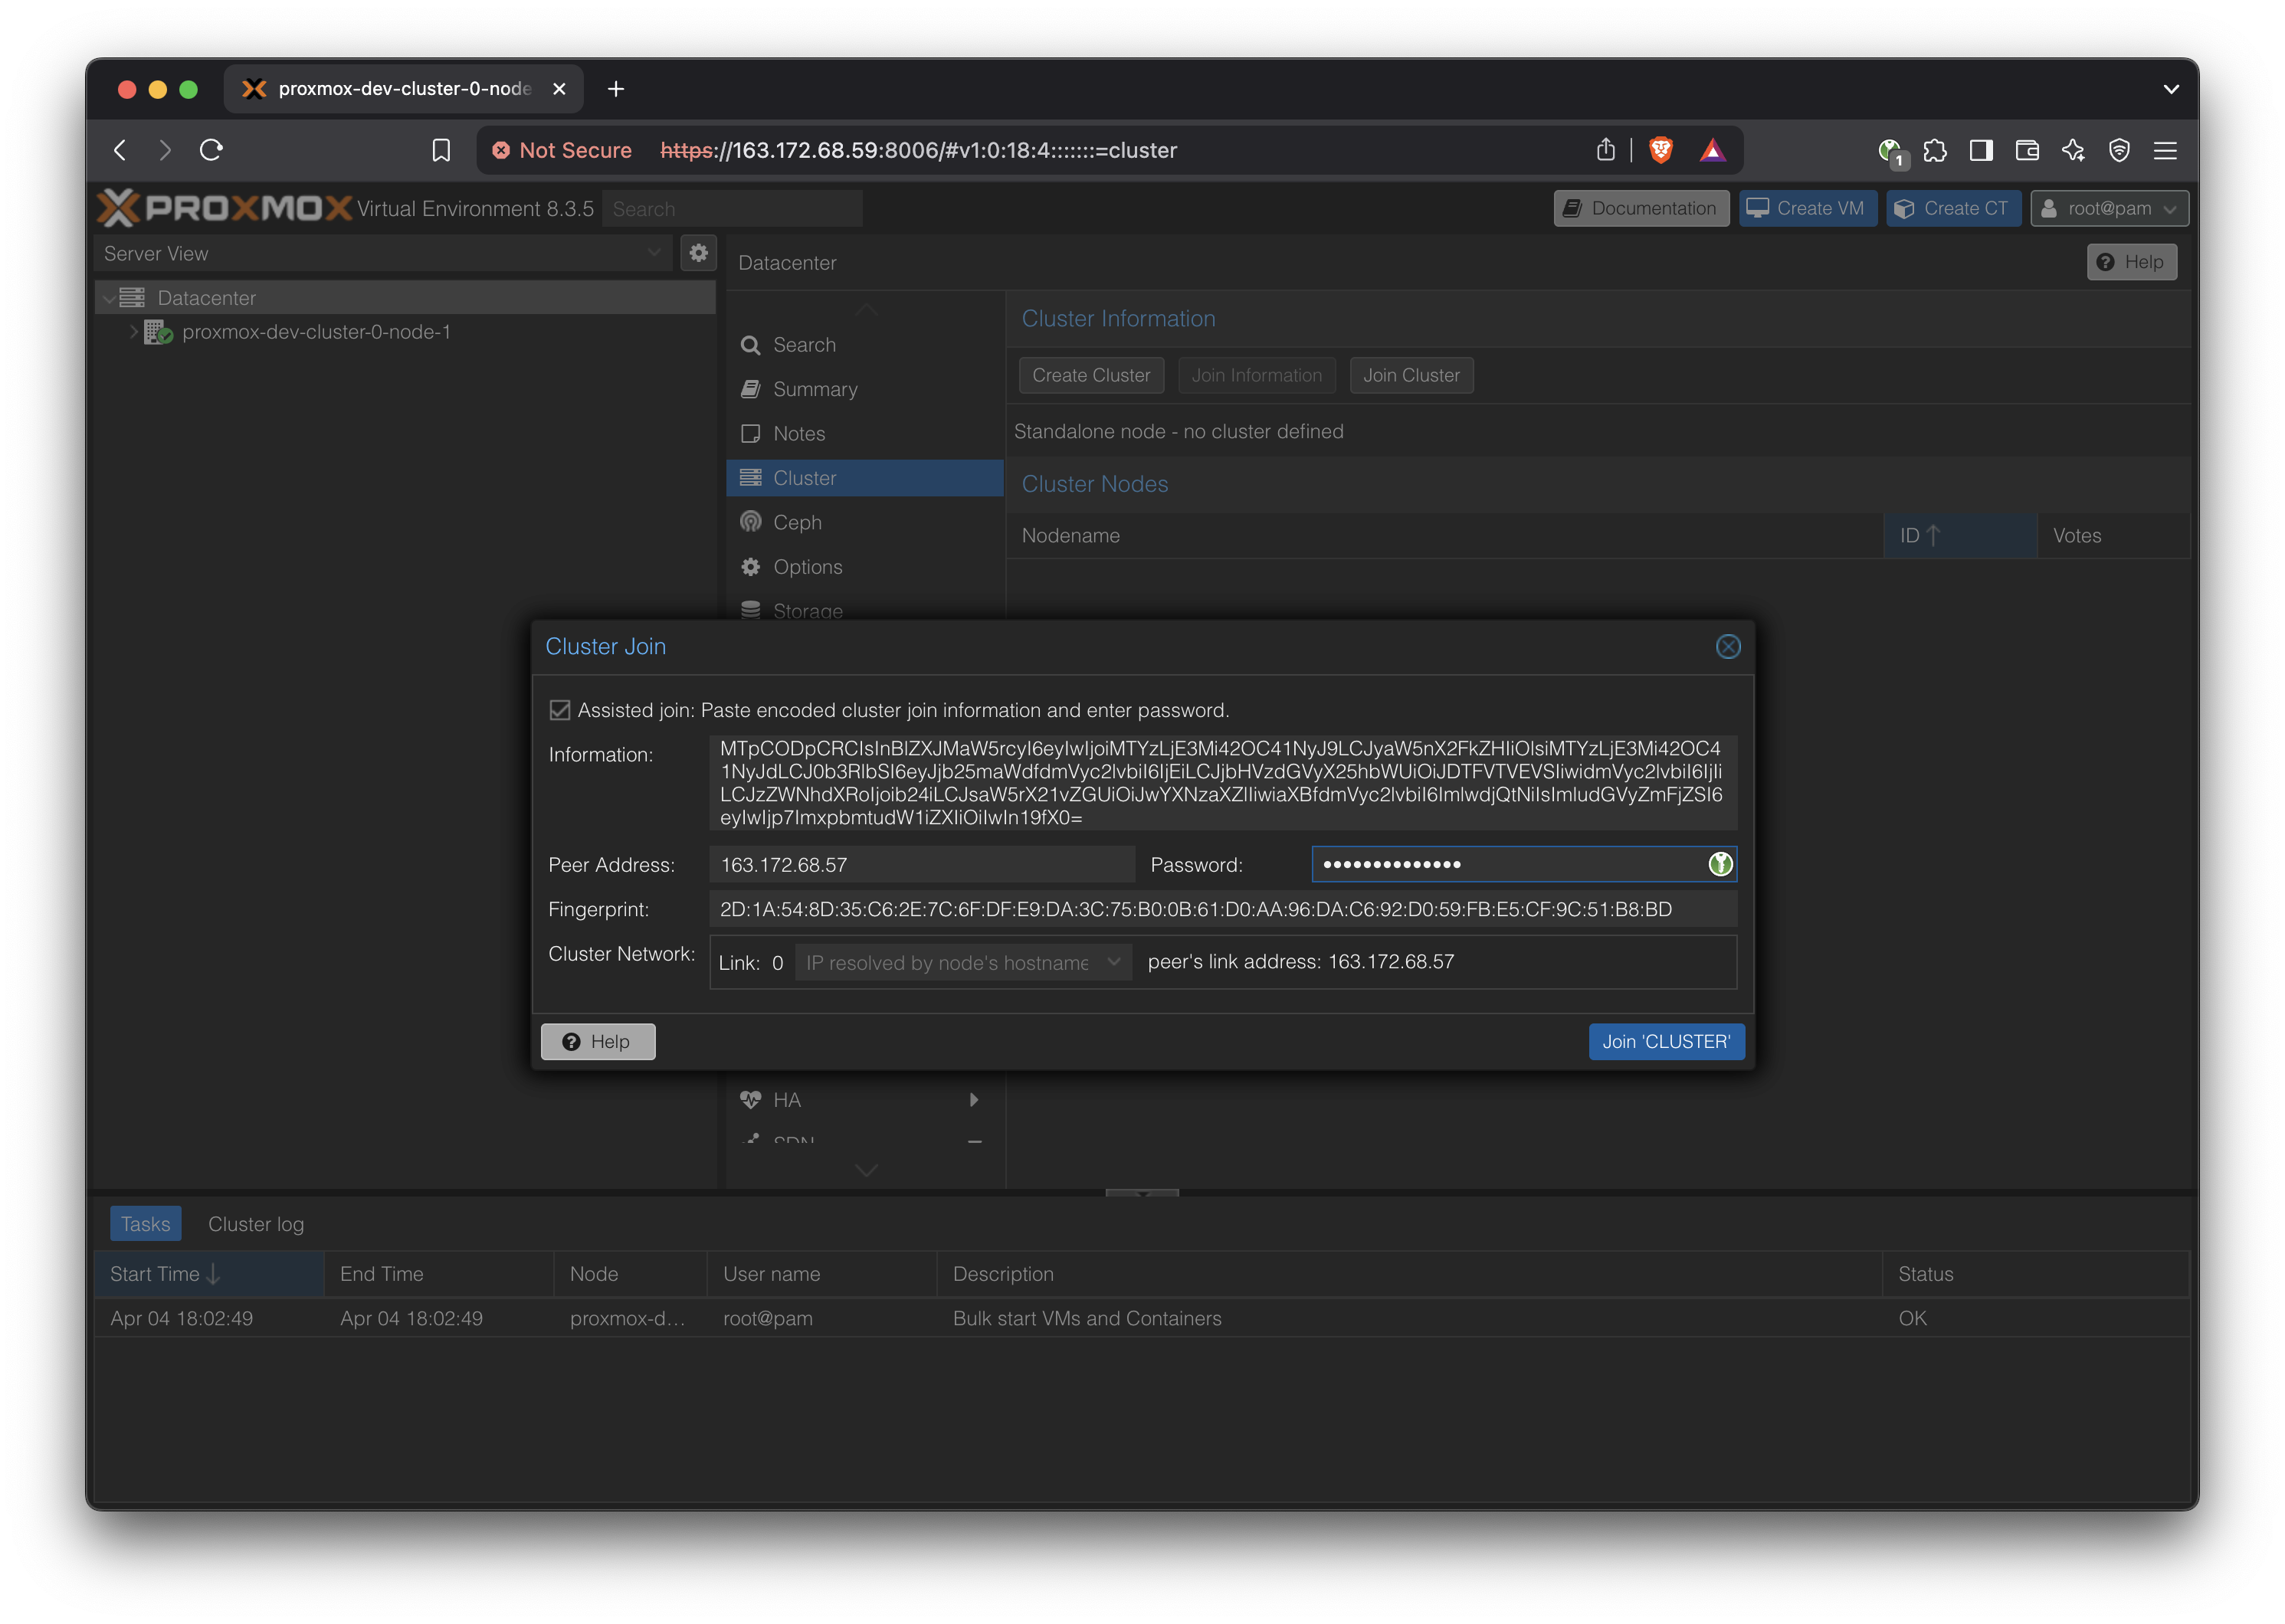 proxmox-dev-cluster-0-node
Not Secure https://163.172.68.59:8006/#v1:0:18:4:::::::=cluster
1
PROXMOX Virtual Environment 8.3.5 Search
Documentation Create VM Create CT root@pam
Server View
Datacenter
Help
Datacenter
proxmox-dev-cluster-0-node-1
Search
Summary
Notes
Cluster
Ceph
Options
Storage
HA
SDN
Cluster Information
Create Cluster Join Information Join Cluster
Standalone node - no cluster defined
Cluster Nodes
Nodename ID Votes
Cluster Join
Assisted join: Paste encoded cluster join information and enter password.
Information:
MTpCODpCRCIsInBlZXJMaW5rcyI6eyIwIjoiMTYzLjE3Mi42OC41NyJ9LCJyaW5nX2FkZHIiOlsiMTYzLjE3Mi42OC4
1NyJdLCJ0b3RlbSI6eyJjb25maWdfdmVyc2lvbiI6IjEiLCJjbHVzdGVyX25hbWUiOiJDTFVTVEVSIiwidmVyc2lvbiI6IjIi
LCJzZWNhdXRoIjoib24iLCJsaW5rX21vZGUiOiJwYXNzaXZlIiwiaXBfdmVyc2lvbiI6ImlwdjQtNiIsImludGVyZmFjZSI6
eyIwIjp7ImxpbmtudW1iZXIiOiIwIn19fX0=
Peer Address: 163.172.68.57 Password: ••••••••••••••
Fingerprint: 2D:1A:54:8D:35:C6:2E:7C:6F:DF:E9:DA:3C:75:B0:0B:61:D0:AA:96:DA:C6:92:D0:59:FB:E5:CF:9C:51:B8:BD
Cluster Network: Link: 0 IP resolved by node's hostname peer's link address: 163.172.68.57
Help Join 'CLUSTER'
Tasks Cluster log
Start Time End Time Node User name Description Status
Apr 04 18:02:49 Apr 04 18:02:49 proxmox-d… root@pam Bulk start VMs and Containers OK